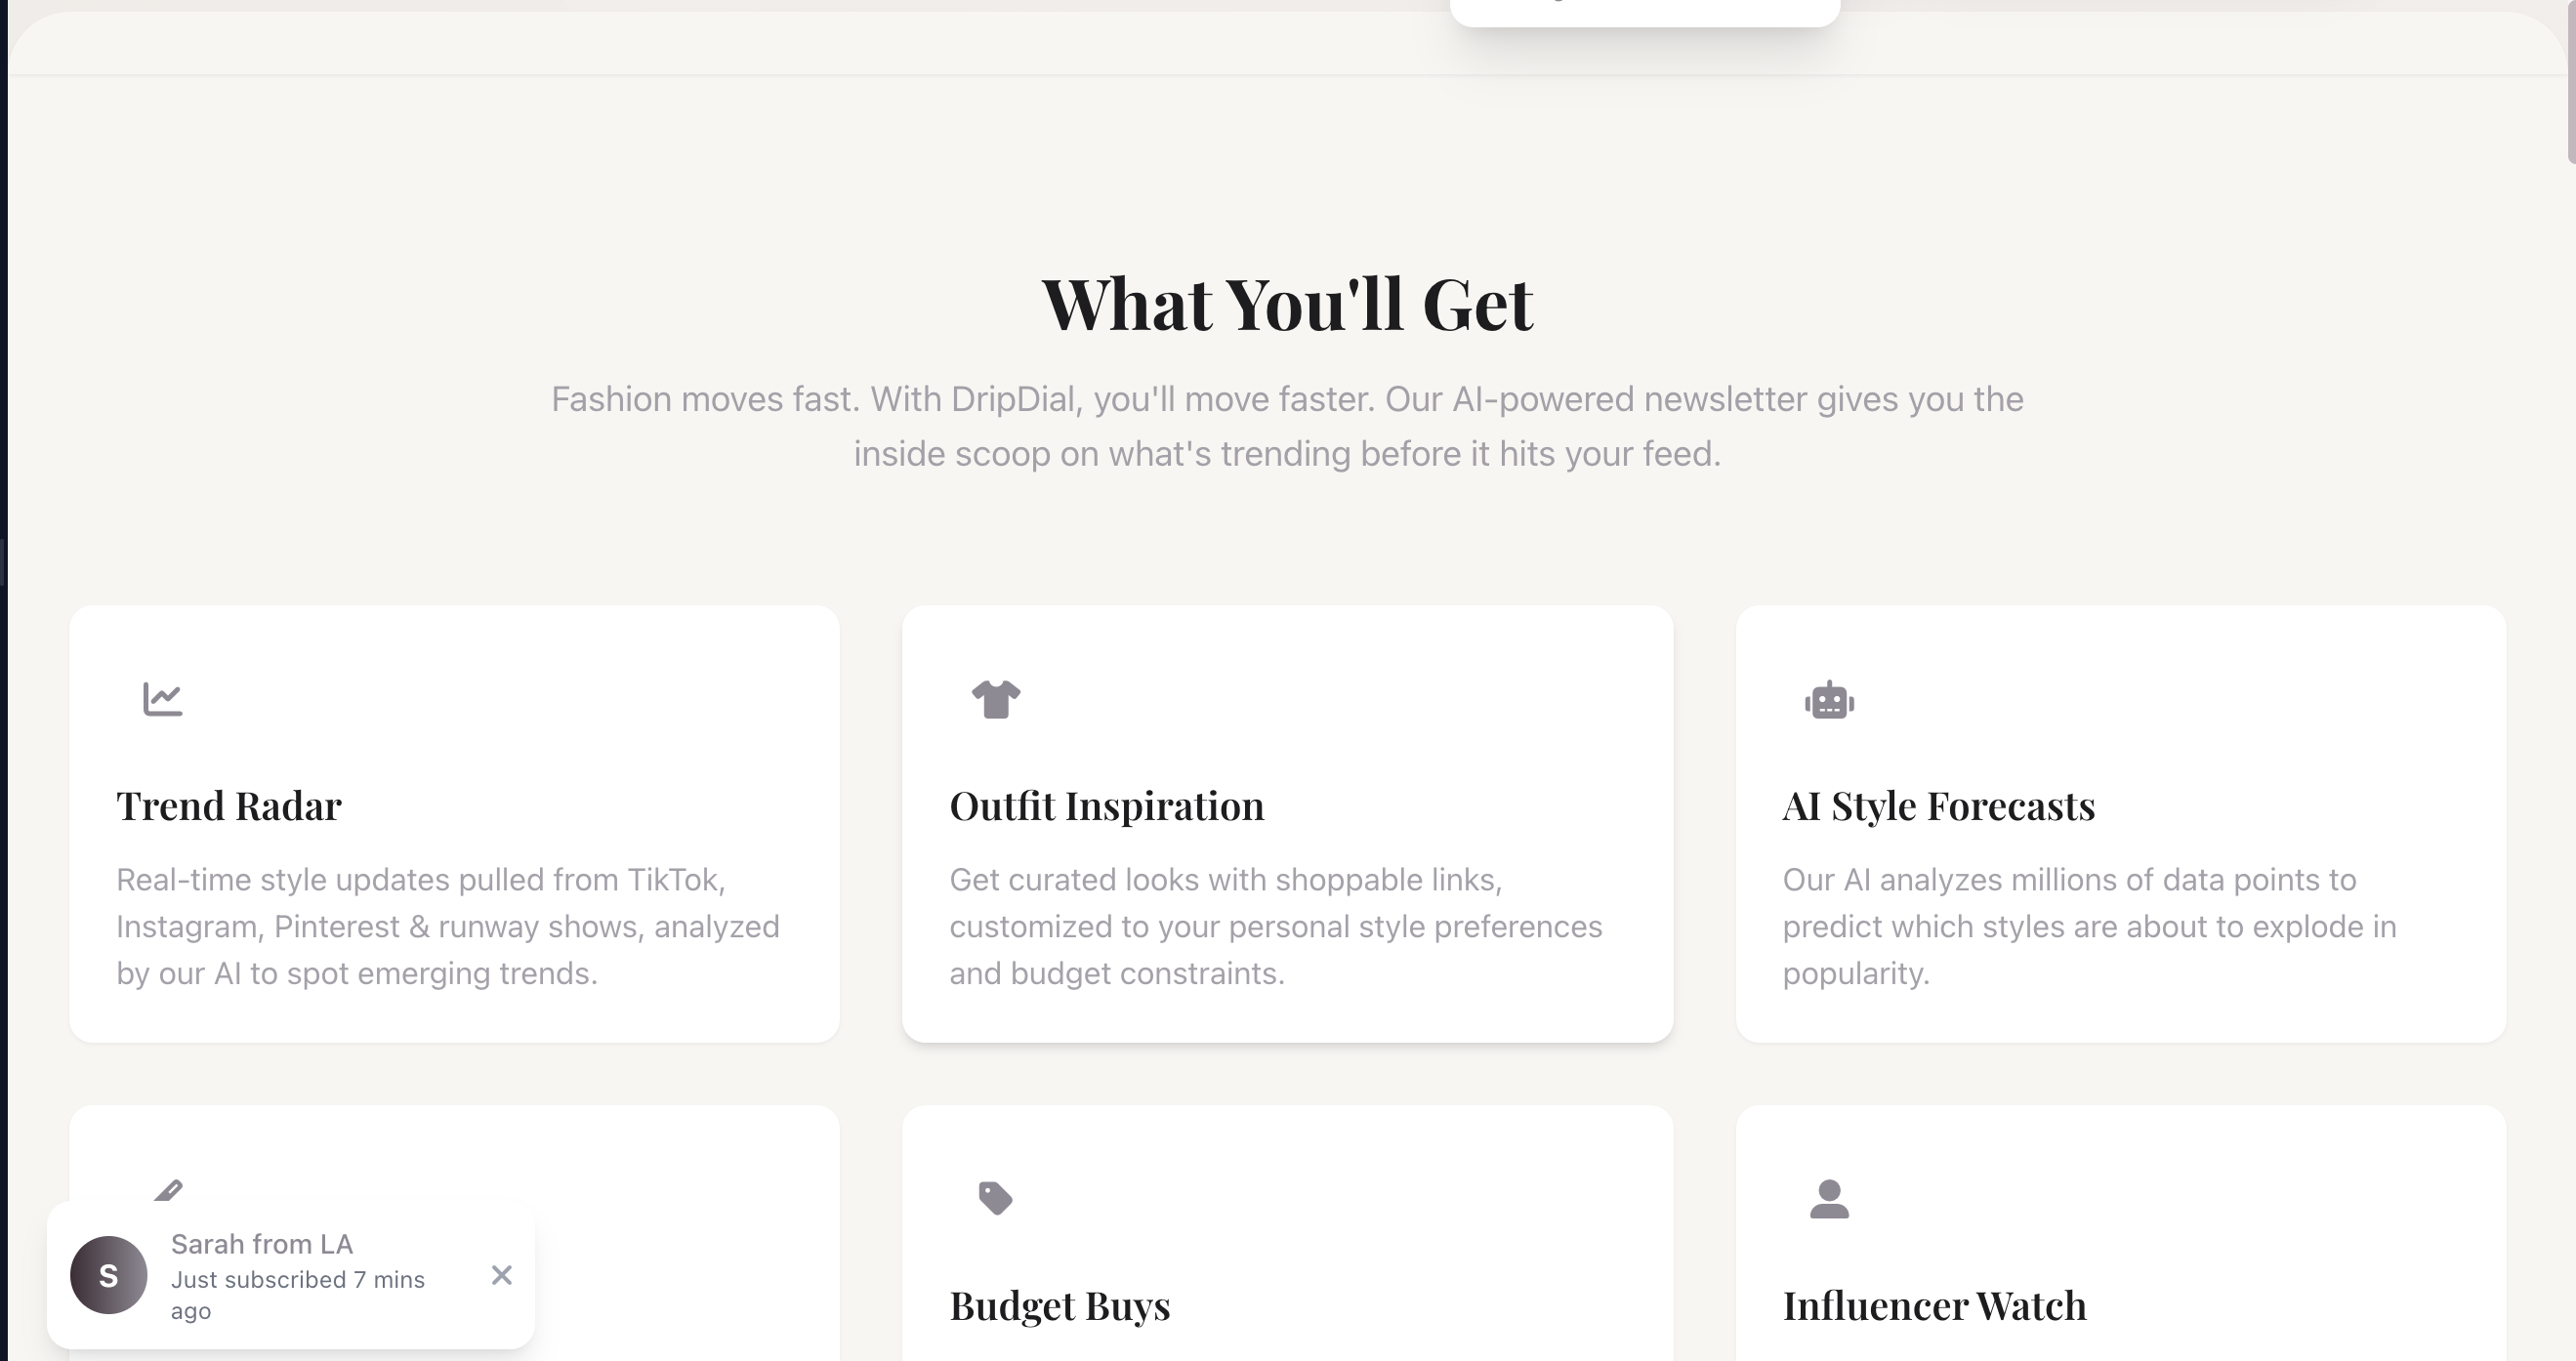 What You'll Get
Fashion moves fast. With DripDial, you'll move faster. Our AI-powered newsletter gives you the
inside scoop on what's trending before it hits your feed.
Trend Radar
Real-time style updates pulled from TikTok,
Instagram, Pinterest & runway shows, analyzed
by our AI to spot emerging trends.
Outfit Inspiration
Get curated looks with shoppable links,
customized to your personal style preferences
and budget constraints.
AI Style Forecasts
Our AI analyzes millions of data points to
predict which styles are about to explode in
popularity.
S
Sarah from LA
Just subscribed 7 mins
ago
Budget Buys
Influencer Watch